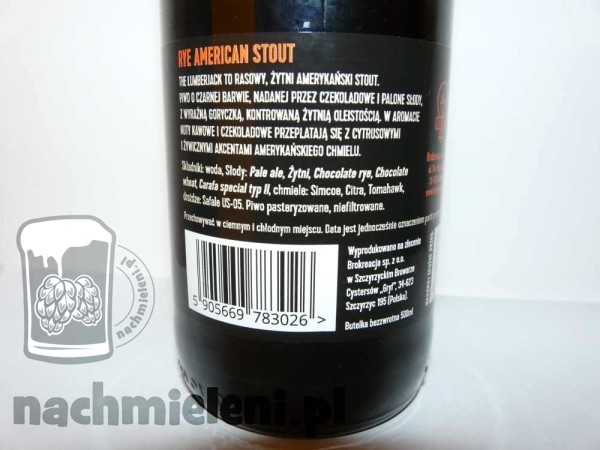 RYE AMERICAN STOUT
THE LUMBERJACK TO RASOWY, ŻYTNI AMERYKAŃSKI STOUT.
PIWO O CZARNEJ BARWIE, NADANEJ PRZEZ CZEKOLADOWE I PALONE SŁODY,
Z WYRAŹNĄ GORYCZKĄ, KONTROWANĄ ŻYTNIĄ OLEISTOŚCIĄ. W AROMACIE
NUTY KAWOWE I CZEKOLADOWE PRZEPLATAJĄ SIĘ Z CYTRUSOWYMI
I ŻYWICZNYMI AKCENTAMI AMERYKAŃSKIEGO CHMIELU.
Składniki: woda, Słody: Pale ale, Żytni, Chocolate rye, Chocolate
wheat, Carafa special typ II, chmiele: Simcoe, Citra, Tomahawk,
drożdże: Safale US-05. Piwo pasteryzowane, niefiltrowane.
Przechowywać w ciemnym i chłodnym miejscu. Data jest jednocześnie oznaczeniem
Wyprodukowano na zlecenie
Brokreacja sp. z o.o.
w Szczyrzyckim Browarze
Cystersów „Gryf”, 34-623
Szczyrzyc 195 (Polska).
Butelka bezzwrotna 500ml
5 905669 783026 >
nachmieleni.pl
nachmieleni.pl